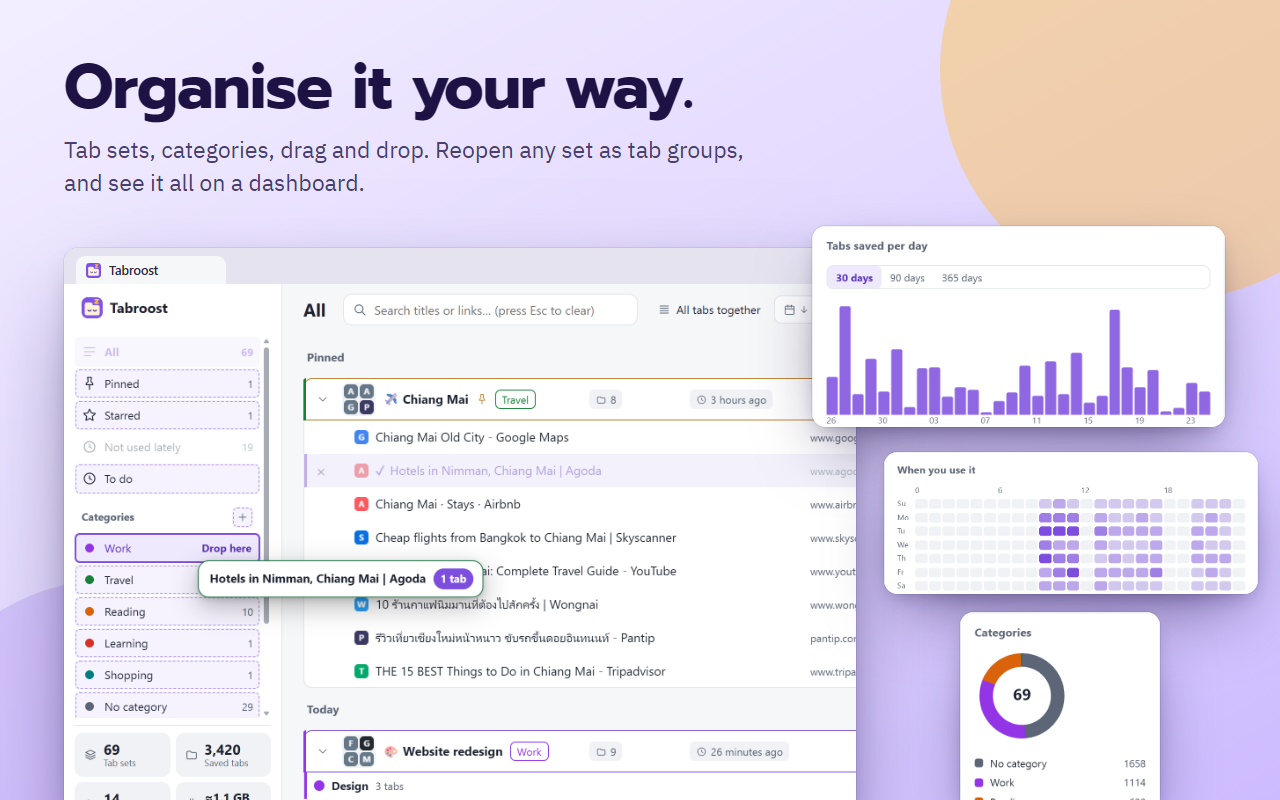 Organise it your way.
Tab sets, categories, drag and drop. Reopen any set as tab groups,
and see it all on a dashboard.
Tabroost
Tabroost
All 69
Pinned 1
Starred 1
Not used lately 19
To do
Categories +
Work Drop here
Travel
Reading 10
Learning 1
Shopping 1
No category 29
69
Tab sets
3,420
Saved tabs
14
≈1.1 GB
All
Search titles or links... (press Esc to clear)
All tabs together
Pinned
A A G P
✈️ Chiang Mai Travel 8 3 hours ago
G Chiang Mai Old City - Google Maps www.goog
× A ✓ Hotels in Nimman, Chiang Mai | Agoda www.ago
A Chiang Mai · Stays · Airbnb www.airbn
S Cheap flights from Bangkok to Chiang Mai | Skyscanner www.skys
Hotels in Nimman, Chiang Mai | Agoda 1 tab
ai: Complete Travel Guide - YouTube www.yout
W 10 ร้านกาแฟนิมมานที่ต้องไปสักครั้ง | Wongnai www.won
P รีวิวเที่ยวเชียงใหม่หน้าหนาว ขับรถขึ้นดอยอินทนนท์ - Pantip pantip.cor
T THE 15 BEST Things to Do in Chiang Mai - Tripadvisor www.tripa
Today
F G C M
Website redesign Work 9 26 minutes ago
Design 3 tabs
Tabs saved per day
30 days 90 days 365 days
26 30 03 07 11 15 19 23
When you use it
0 6 12 18
Su
Mo
Tu
We
Th
Fr
Sa
Categories
69
No category 1658
Work 1114